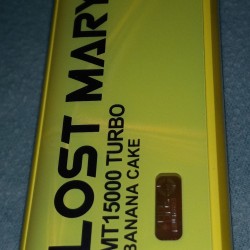 LOST MARY
MT15000 TURBO
BANANA CAKE